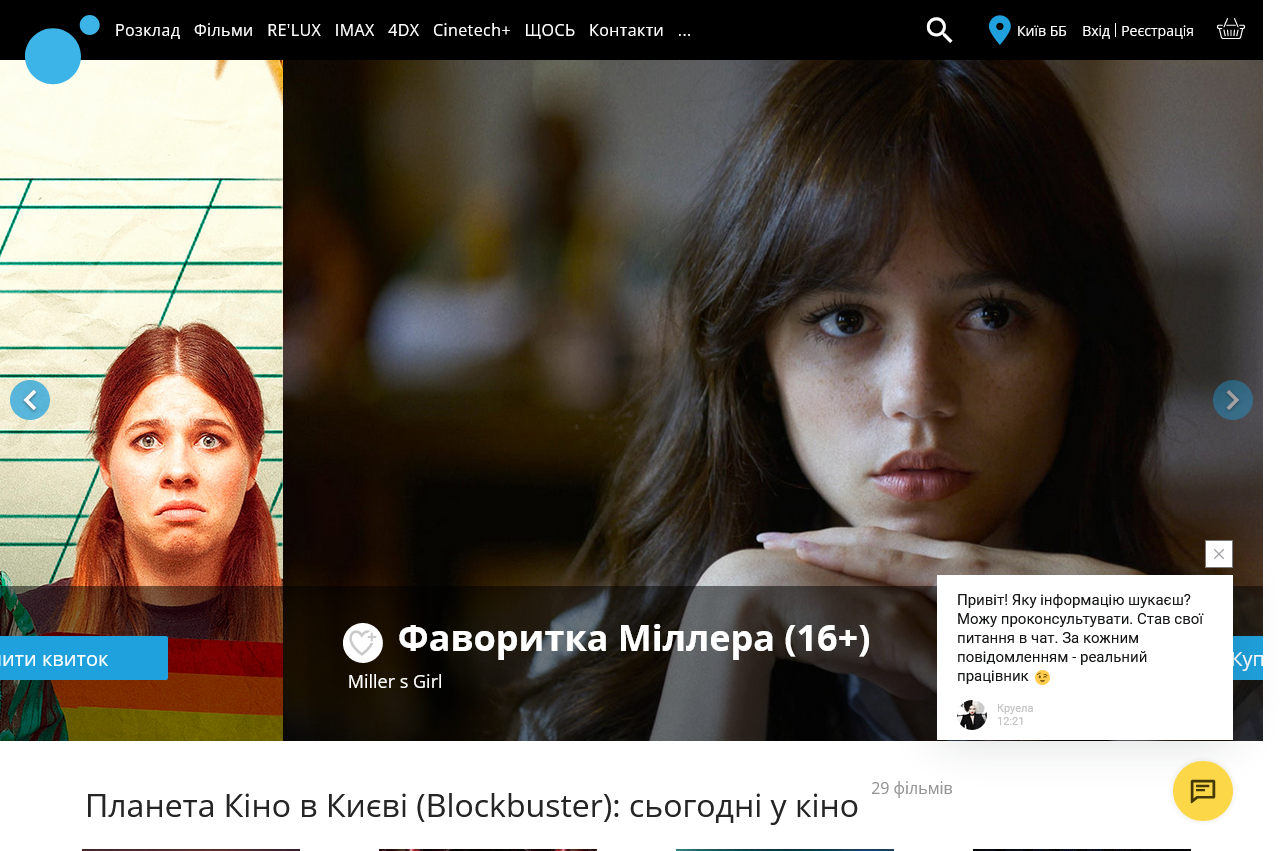 Розклад Фільми RE'LUX IMAX 4DX Cinetech+ ЩОСЬ Контакти ...
Київ ББ Вхід Реєстрація
Фаворитка Міллера (16+)
Miller s Girl
ити квиток
Куп
Привіт! Яку інформацію шукаєш?
Можу проконсультувати. Став свої
питання в чат. За кожним
повідомленням - реальний
працівник 😉
Круела
12:21
Планета Кіно в Києві (Blockbuster): сьогодні у кіно
29 фільмів